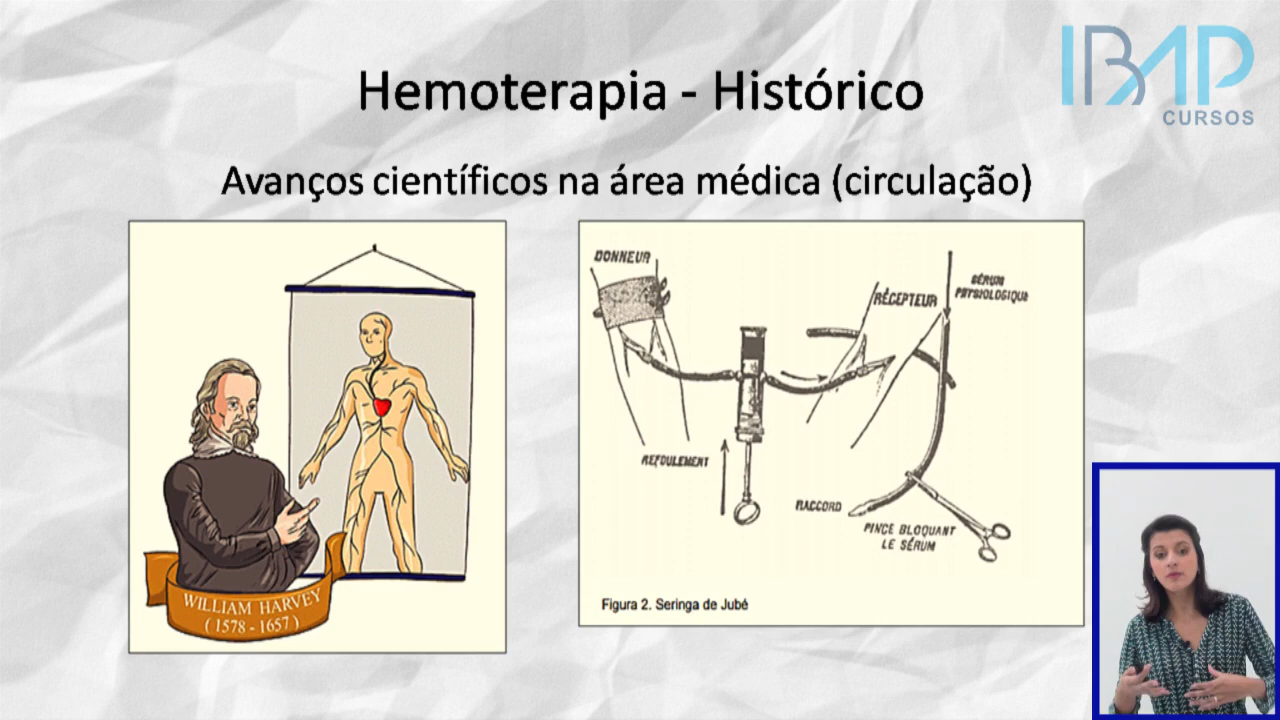 IBAP
CURSOS
Hemoterapia - Histórico
Avanços científicos na área médica (circulação)
WILLIAM HARVEY
(1578 - 1657)
DONNEUR
RÉCEPTEUR
SÉRUM
PHYSIOLOGIQUE
REFOULEMENT
RACCORD
PINCE BLOQUANT
LE SÉRUM
Figura 2. Seringa de Jubé